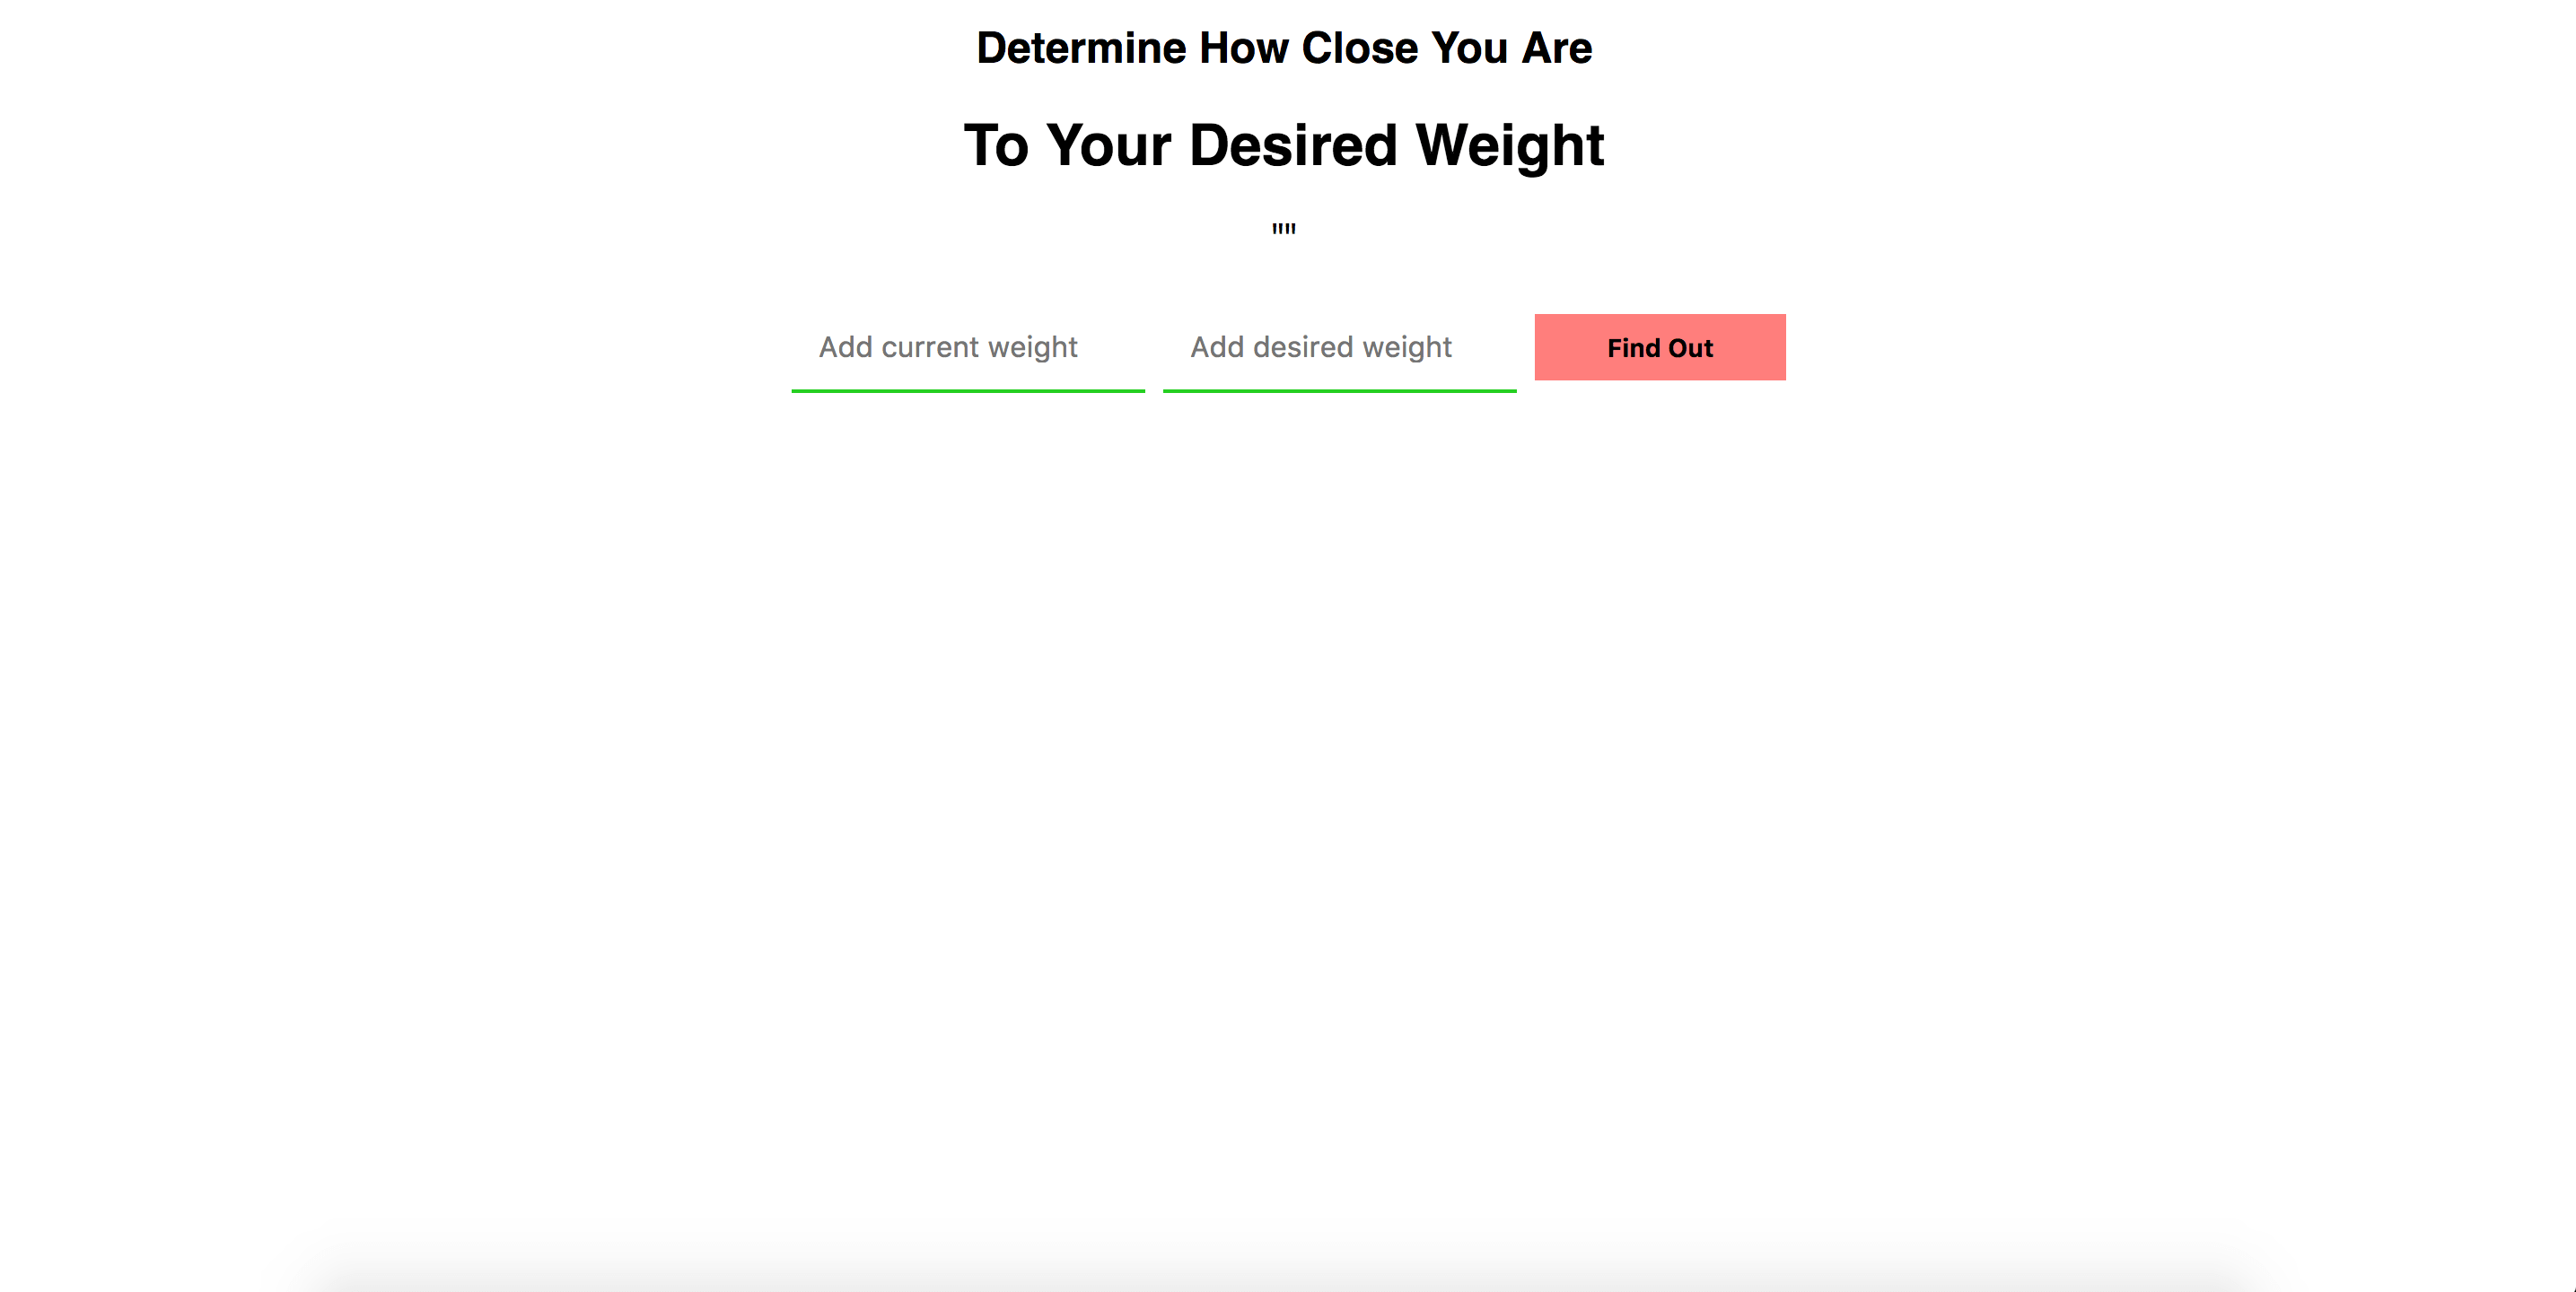 Determine How Close You Are
To Your Desired Weight
""
Add current weight Add desired weight Find Out